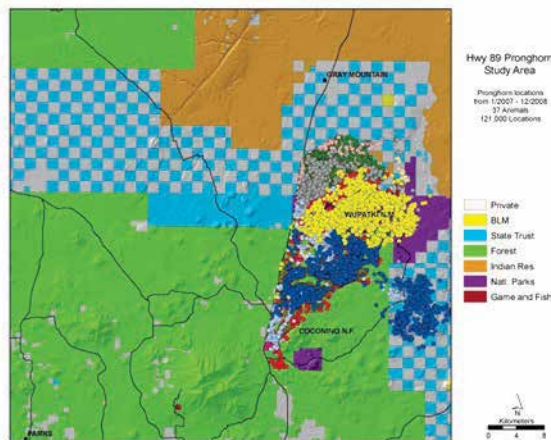 GRAY MOUNTAIN
WUPATKI N.M.
COCONINO N.F.
PARKS
Hwy 89 Pronghorn
Study Area
Pronghorn locations
from 1/2007 - 12/2008
37 Animals
121,000 Locations
Private
BLM
State Trust
Forest
Indian Res
Natl. Parks
Game and Fish
N
Kilometers
0 4 8